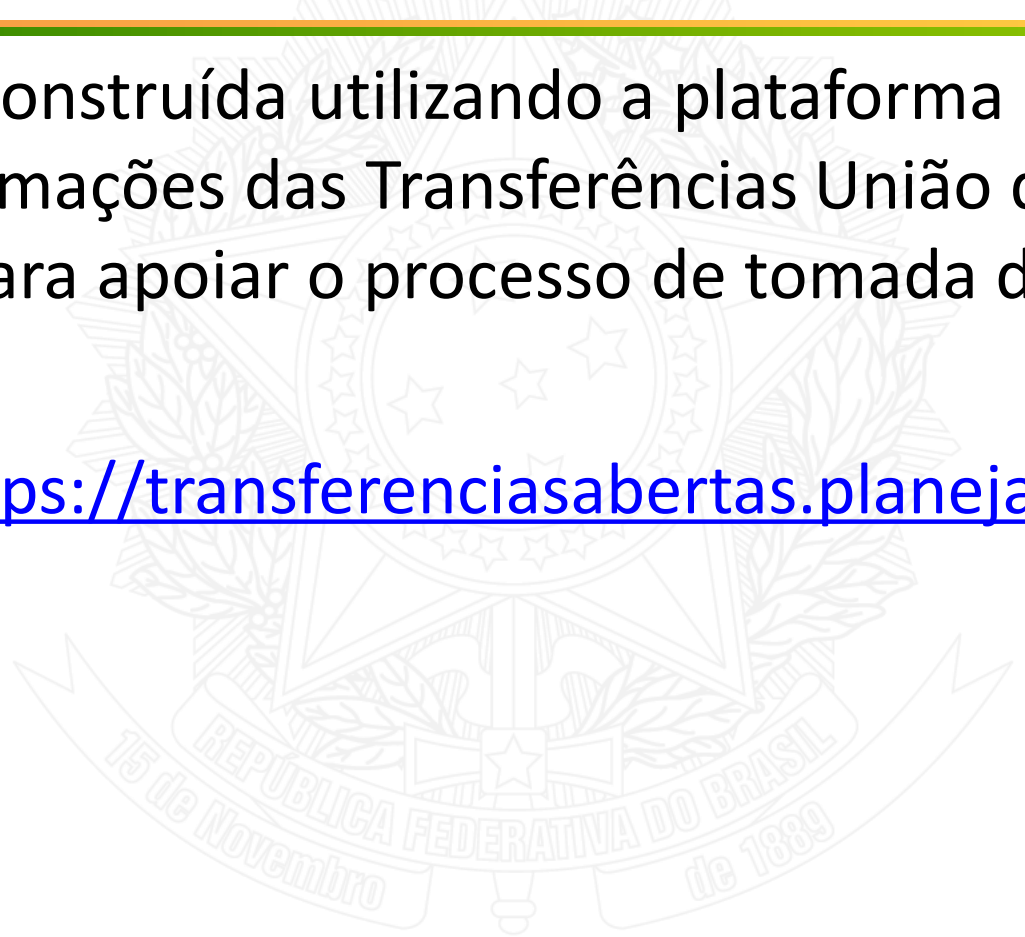 onstruída utilizando a plataforma
mações das Transferências União
ara apoiar o processo de tomada d
ps://transferenciasabertas.planeja
REPÚBLICA FEDERATIVA DO BRASIL
15 de Novembro de 1889